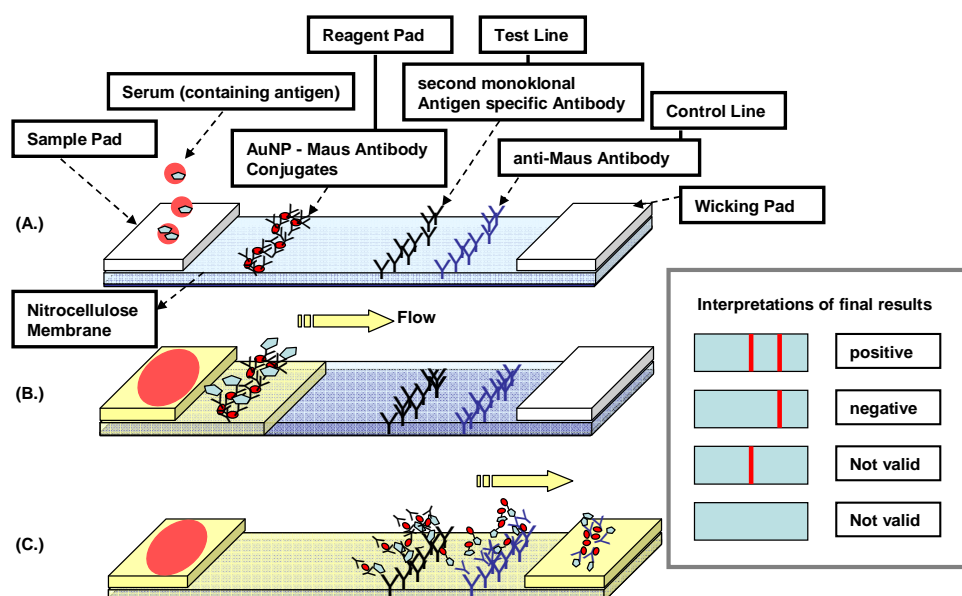 Reagent Pad
Test Line
Serum (containing antigen)
second monoklonal
Antigen specific Antibody
Control Line
Sample Pad
AuNP - Maus Antibody
Conjugates
anti-Maus Antibody
Wicking Pad
(A.)
Nitrocellulose
Membrane
Flow
(B.)
(C.)
Interpretations of final results
positive
negative
Not valid
Not valid